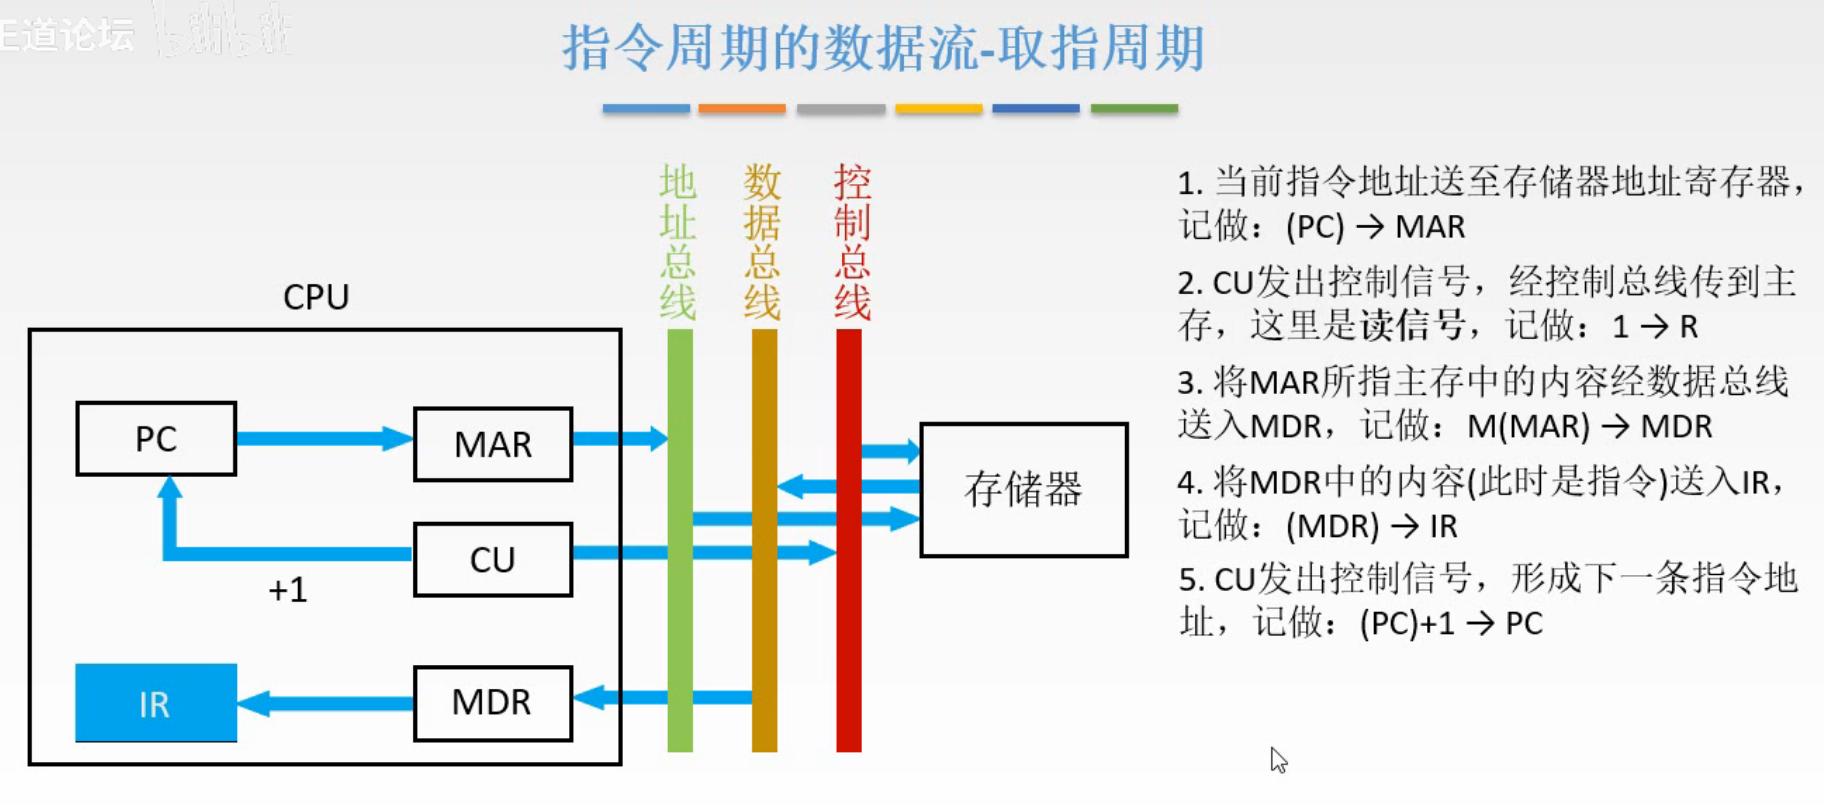 王道论坛 bilibili
指令周期的数据流-取指周期
地址总线
数据总线
控制总线
CPU
PC
MAR
CU
+1
IR
MDR
存储器
1. 当前指令地址送至存储器地址寄存器，
记做：(PC) → MAR
2. CU发出控制信号，经控制总线传到主
存，这里是读信号，记做：1 → R
3. 将MAR所指主存中的内容经数据总线
送入MDR，记做：M(MAR) → MDR
4. 将MDR中的内容(此时是指令)送入IR，
记做：(MDR) → IR
5. CU发出控制信号，形成下一条指令地
址，记做：(PC)+1 → PC